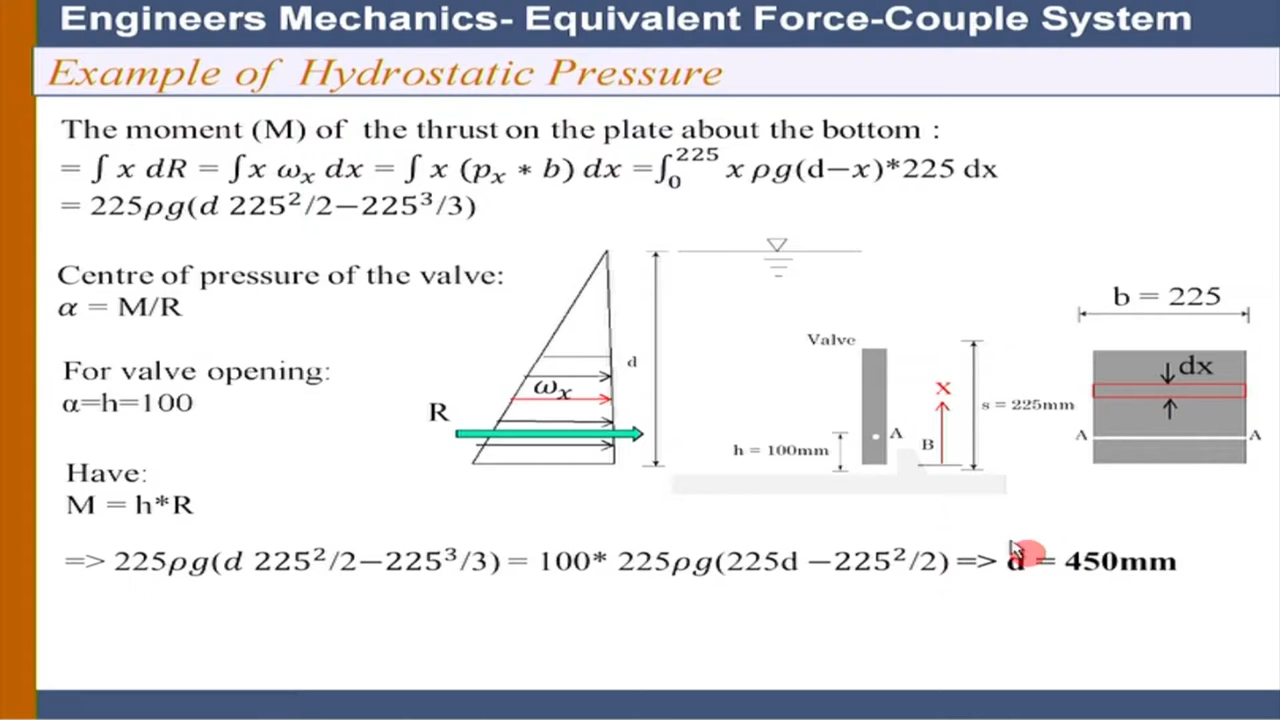 Engineers Mechanics- Equivalent Force-Couple System
Example of Hydrostatic Pressure
The moment (M) of the thrust on the plate about the bottom :
= ∫ x dR = ∫x ωₓ dx = ∫ x (pₓ * b) dx =∫₀²²⁵ x ρg(d−x)*225 dx
= 225ρg(d 225²/2−225³/3)
Centre of pressure of the valve:
α = M/R
For valve opening:
α=h=100
Have:
M = h*R
=> 225ρg(d 225²/2−225³/3) = 100* 225ρg(225d −225²/2) => d = 450mm
R
ωₓ
d
Valve
h = 100mm
A
B
x
s = 225mm
b = 225
dx
A
A